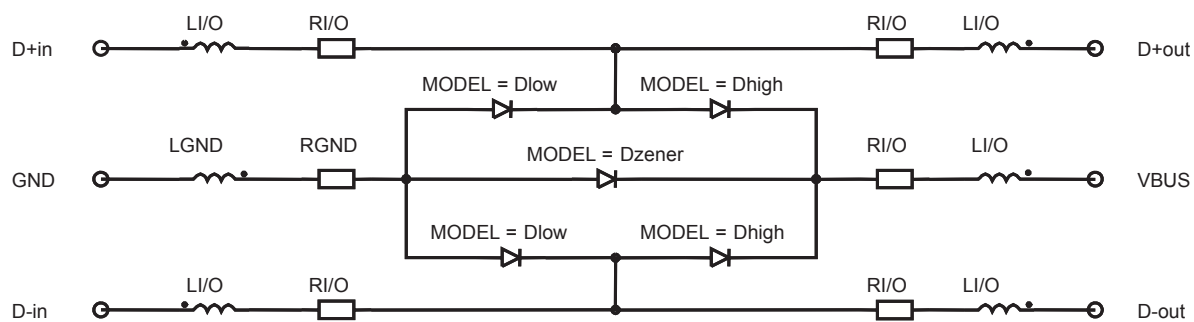 LI/O RI/O RI/O LI/O
D+in D+out
MODEL = Dlow MODEL = Dhigh
LGND RGND MODEL = Dzener RI/O LI/O
GND VBUS
MODEL = Dlow MODEL = Dhigh
LI/O RI/O RI/O LI/O
D-in D-out